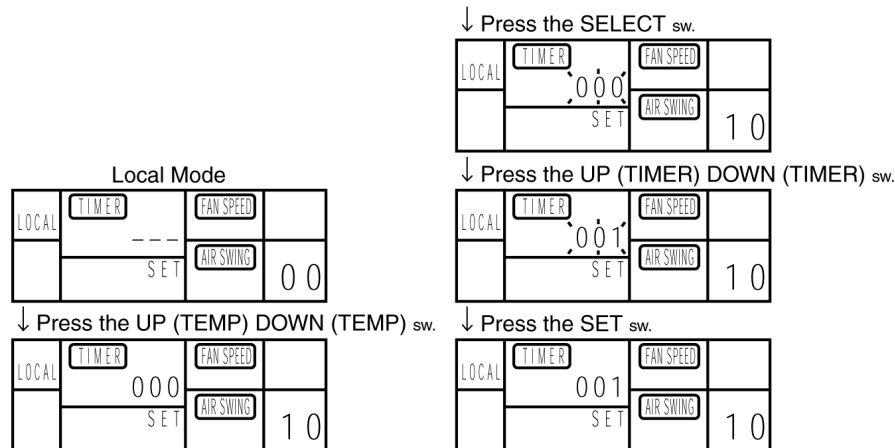 Local Mode
LOCAL TIMER FAN SPEED
---
SET AIR SWING 00
↓ Press the UP (TEMP) DOWN (TEMP) sw.
LOCAL TIMER FAN SPEED
000
SET AIR SWING 10
↓ Press the SELECT sw.
LOCAL TIMER FAN SPEED
000
SET AIR SWING 10
↓ Press the UP (TIMER) DOWN (TIMER) sw.
LOCAL TIMER FAN SPEED
001
SET AIR SWING 10
↓ Press the SET sw.
LOCAL TIMER FAN SPEED
001
SET AIR SWING 10